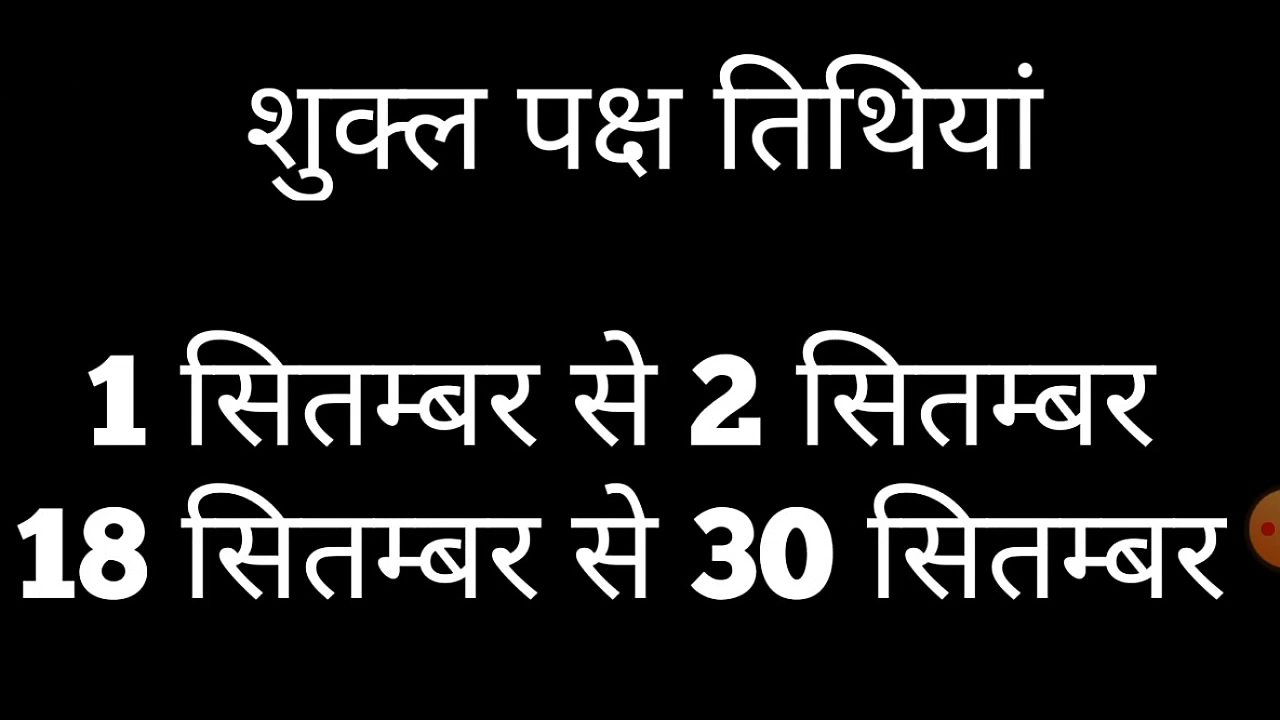 शुक्ल पक्ष तिथियां
1 सितम्बर से 2 सितम्बर
18 सितम्बर से 30 सितम्बर